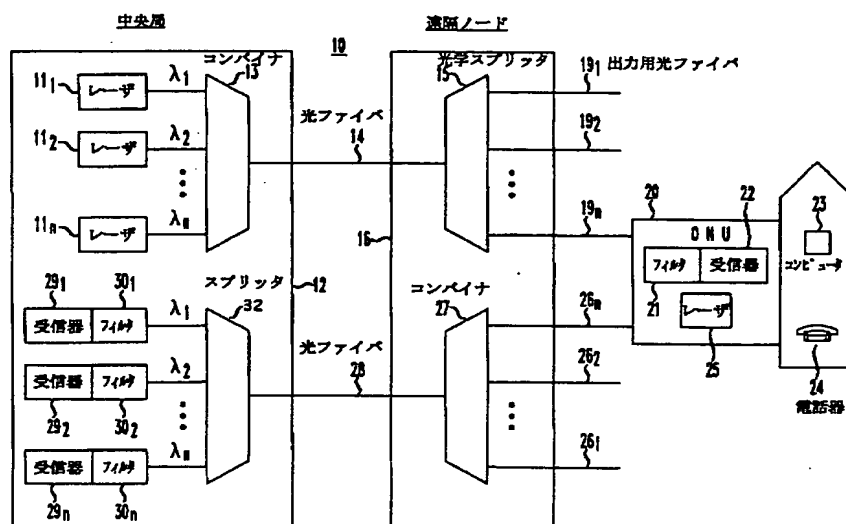 中央局
10
遠隔ノード
コンバイナ
13
光学スプリッタ
15
19₁
出力用光ファイバ
11₁
レーザ
λ₁
光ファイバ
14
11₂
レーザ
λ₂
19₂
11ₙ
レーザ
λₙ
16
19ₙ
20
22
23
ONU
コンピュータ
フィルタ
受信器
21
レーザ
25
24
電話器
スプリッタ
32
12
コンバイナ
27
29₁
30₁
受信器
フィルタ
λ₁
光ファイバ
28
26ₙ
λ₂
受信器
フィルタ
29₂
30₂
26₂
λₙ
受信器
フィルタ
29ₙ
30ₙ
26₁